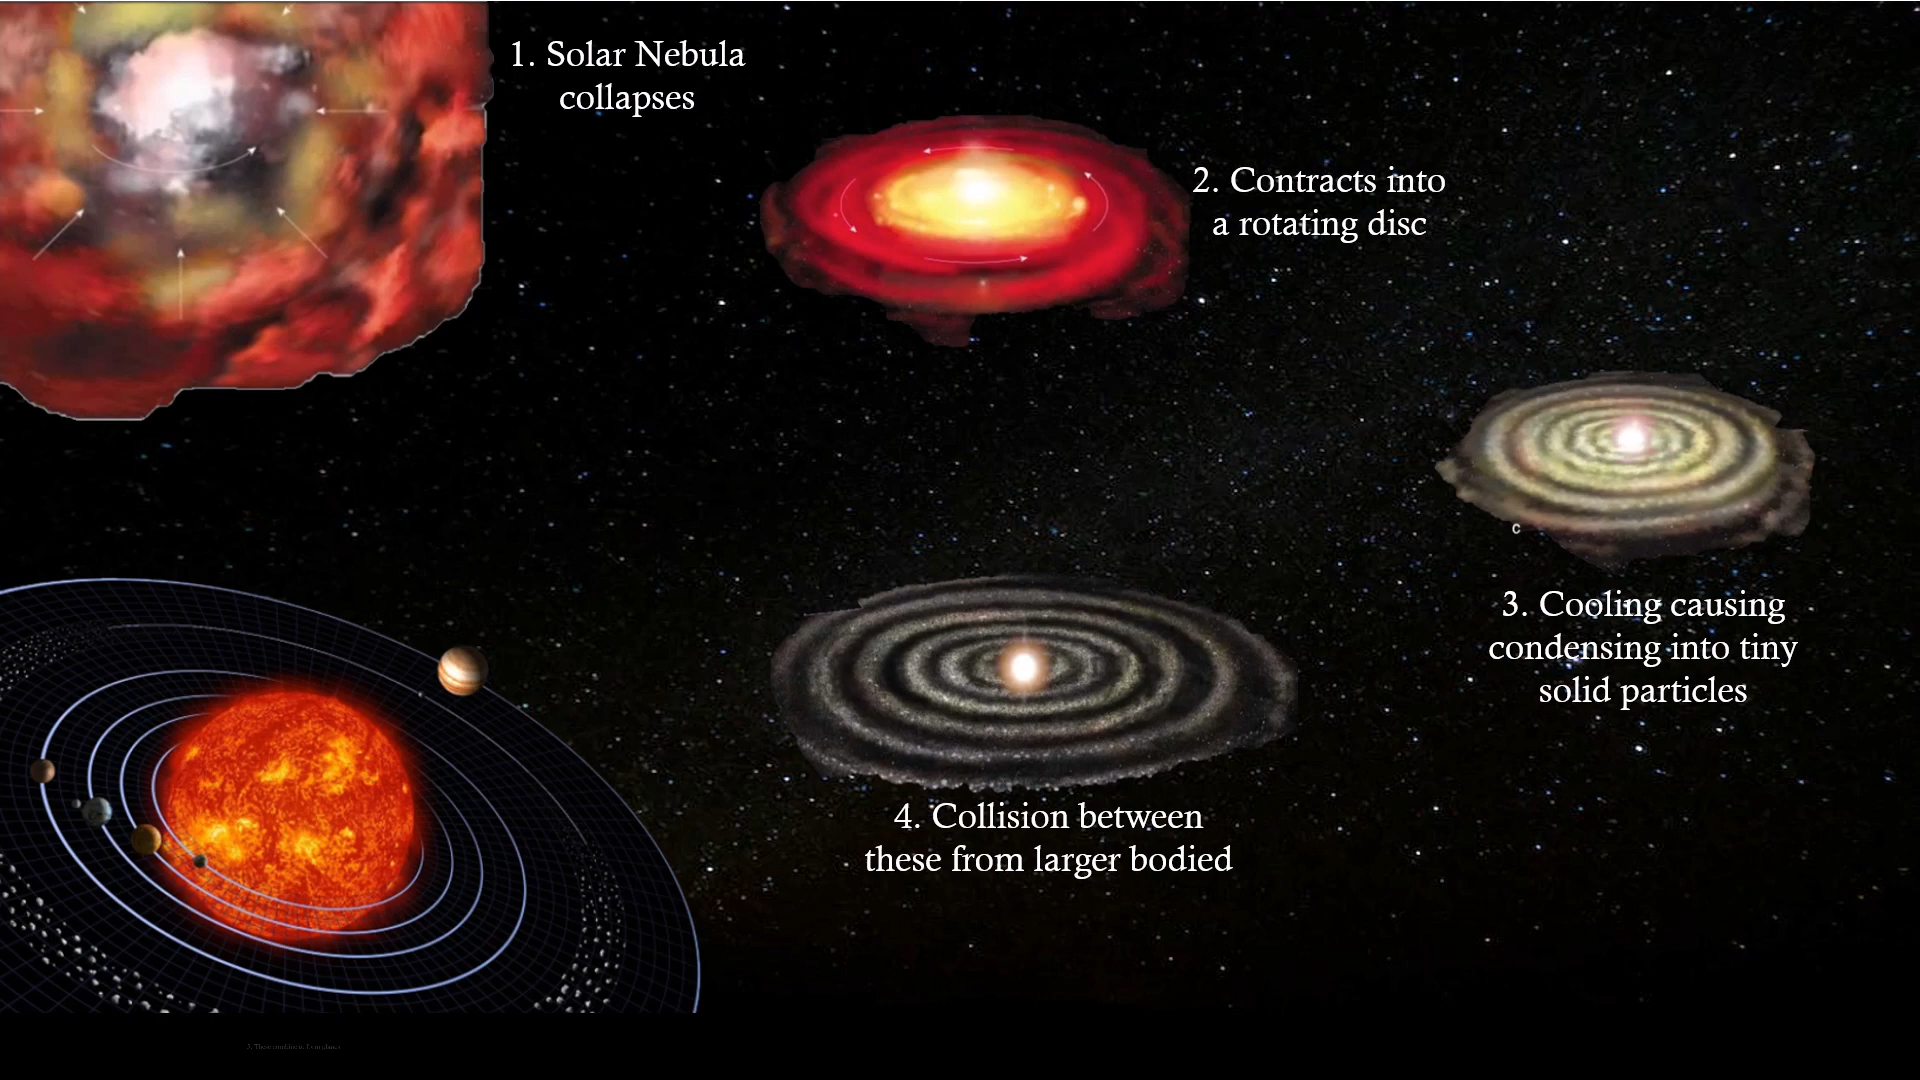 1. Solar Nebula
collapses
2. Contracts into
a rotating disc
c
3. Cooling causing
condensing into tiny
solid particles
4. Collision between
these from larger bodied